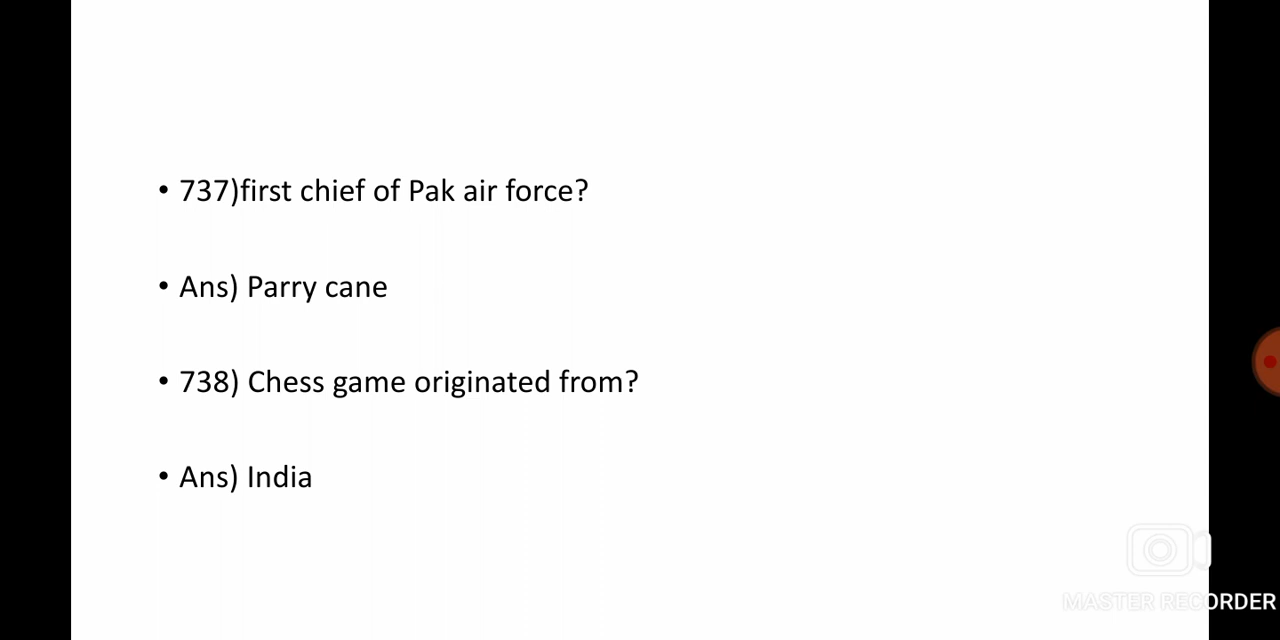 • 737)first chief of Pak air force?
• Ans) Parry cane
• 738) Chess game originated from?
• Ans) India
MASTER RECORDER